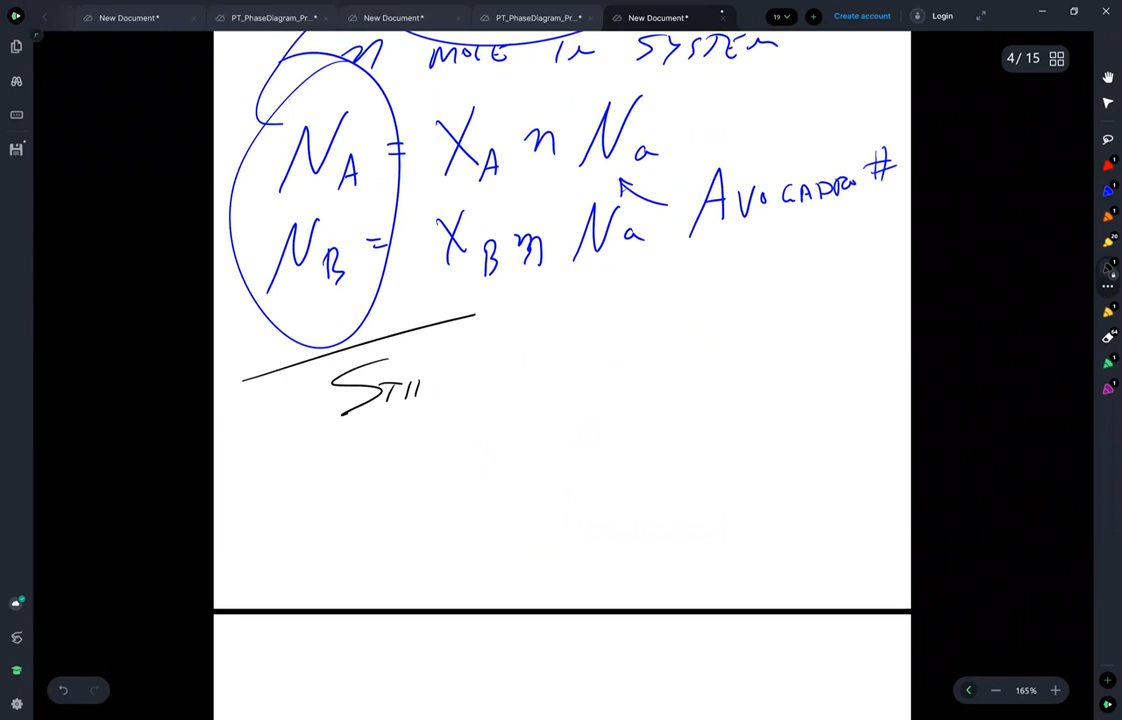 New Document*
PT_PhaseDiagram_Pr...*
New Document*
PT_PhaseDiagram_Pr...*
New Document*
19
Create account
Login
4 / 15
n MOLE IN SYSTEM
N_A = X_A n N_a
AVOGADRO #
N_B = X_B n N_a
165%